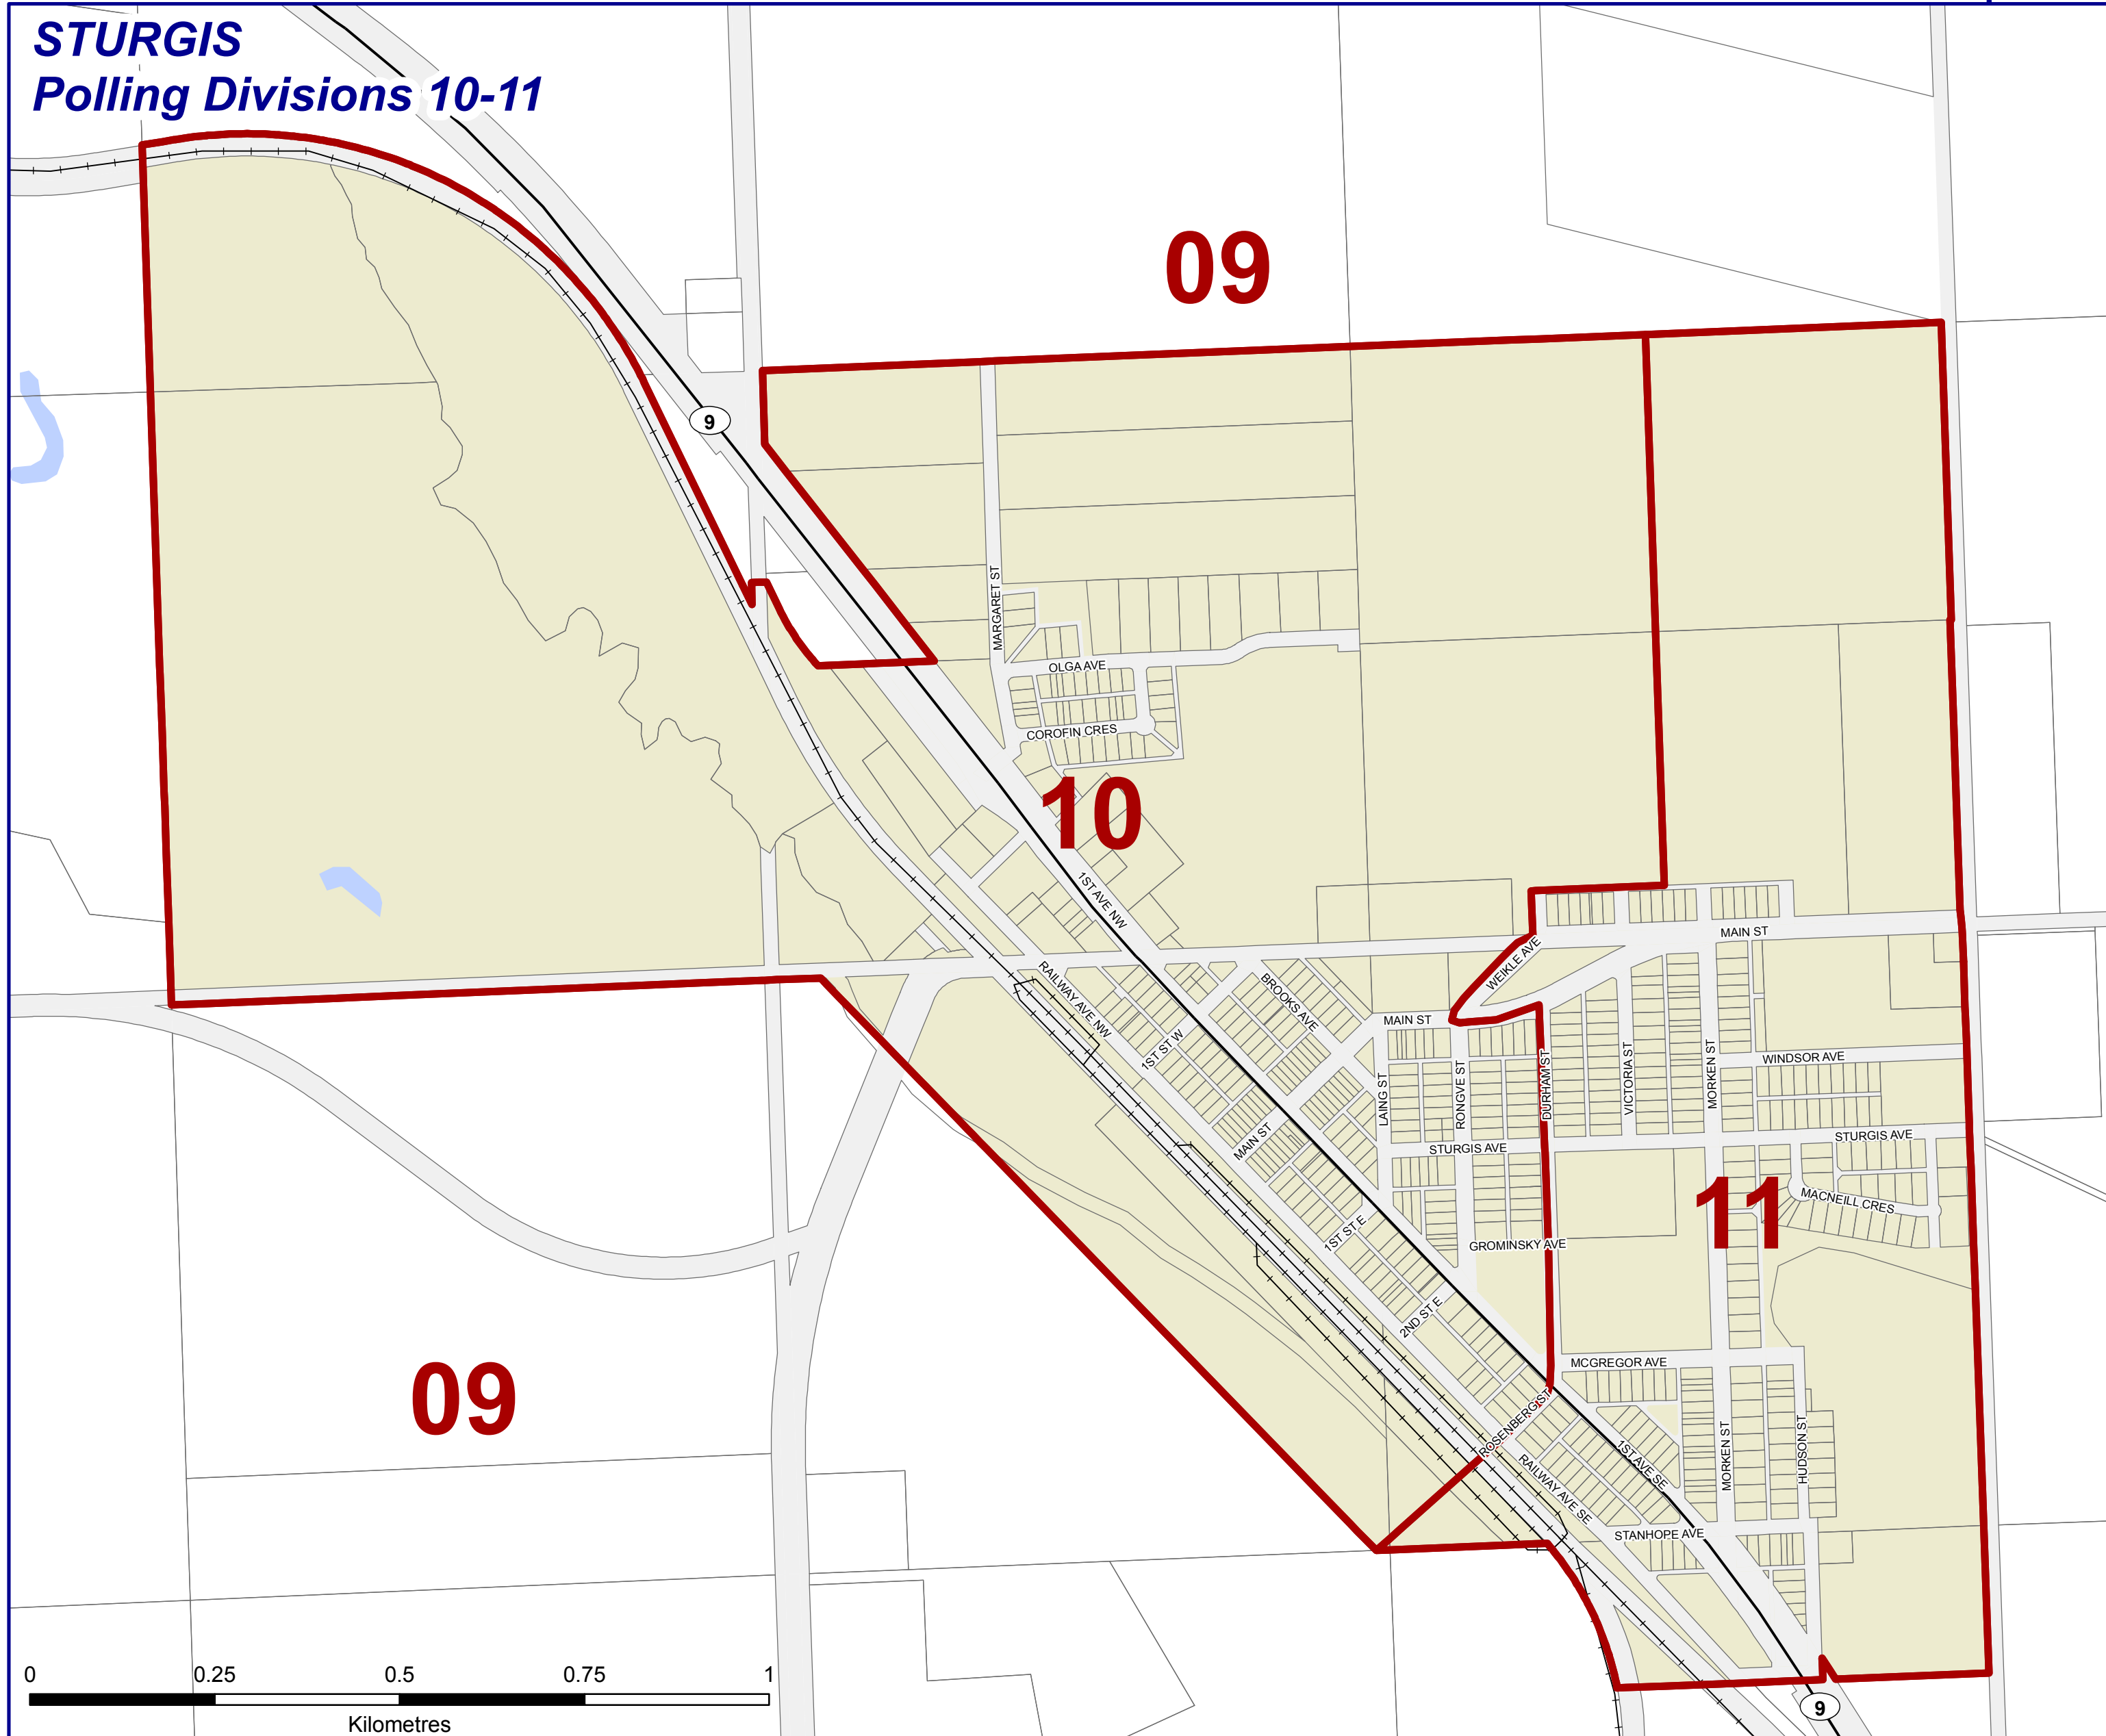 STURGIS
Polling Divisions 10-11
09
9
MARGARET ST
OLGA AVE
COROFIN CRES
10
1ST AVE NW
MAIN ST
WEIKLE AVE
BROOKS AVE
RAILWAY AVE NW
MAIN ST
1ST ST W
LAING ST
RONGVE ST
DURHAM ST
VICTORIA ST
MORKEN ST
WINDSOR AVE
MAIN ST
STURGIS AVE
STURGIS AVE
11
MACNEILL CRES
1ST ST E
GROMINSKY AVE
2ND ST E
09
MCGREGOR AVE
ROSENBERG ST
1ST AVE SE
MORKEN ST
HUDSON ST
RAILWAY AVE SE
STANHOPE AVE
0 0.25 0.5 0.75 1
Kilometres
9